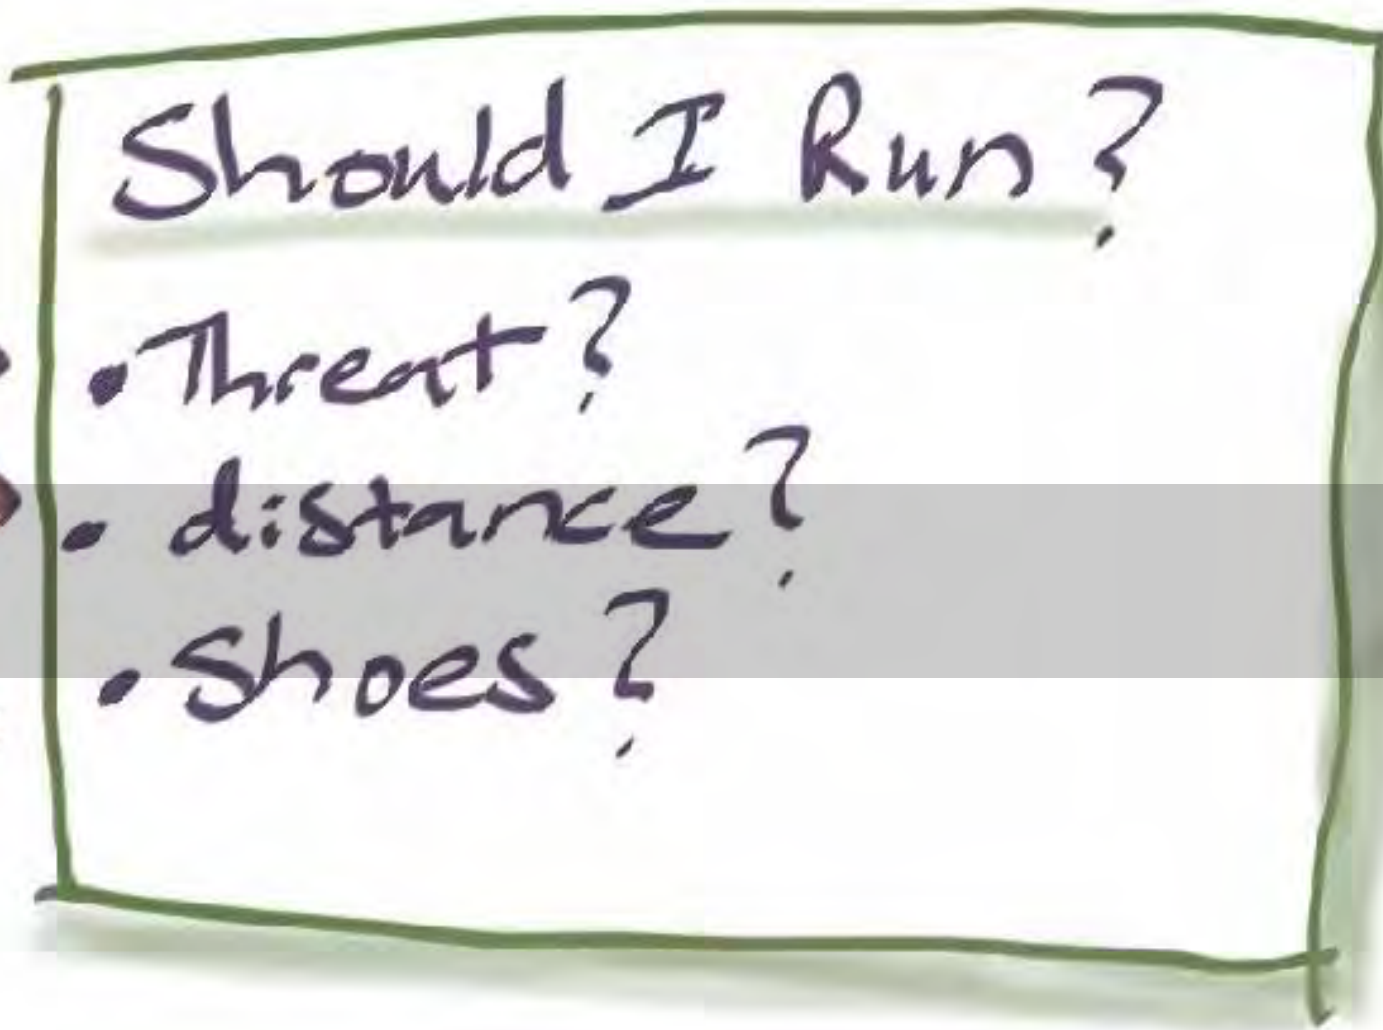 Should I Run?
• Threat?
• distance?
• Shoes?